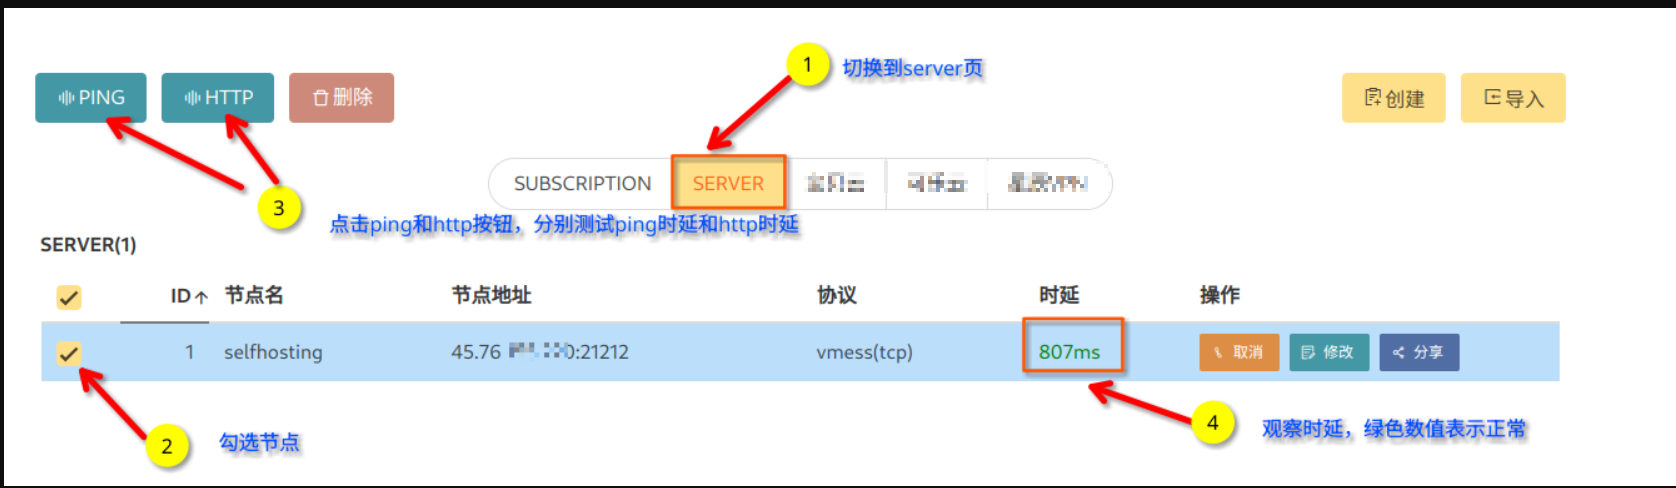 1 切换到server页
PING HTTP 删除 创建 导入
SUBSCRIPTION SERVER
3 点击ping和http按钮，分别测试ping时延和http时延
SERVER(1)
ID↑ 节点名 节点地址 协议 时延 操作
1 selfhosting 45.76 0:21212 vmess(tcp) 807ms 取消 修改 分享
2 勾选节点
4 观察时延，绿色数值表示正常